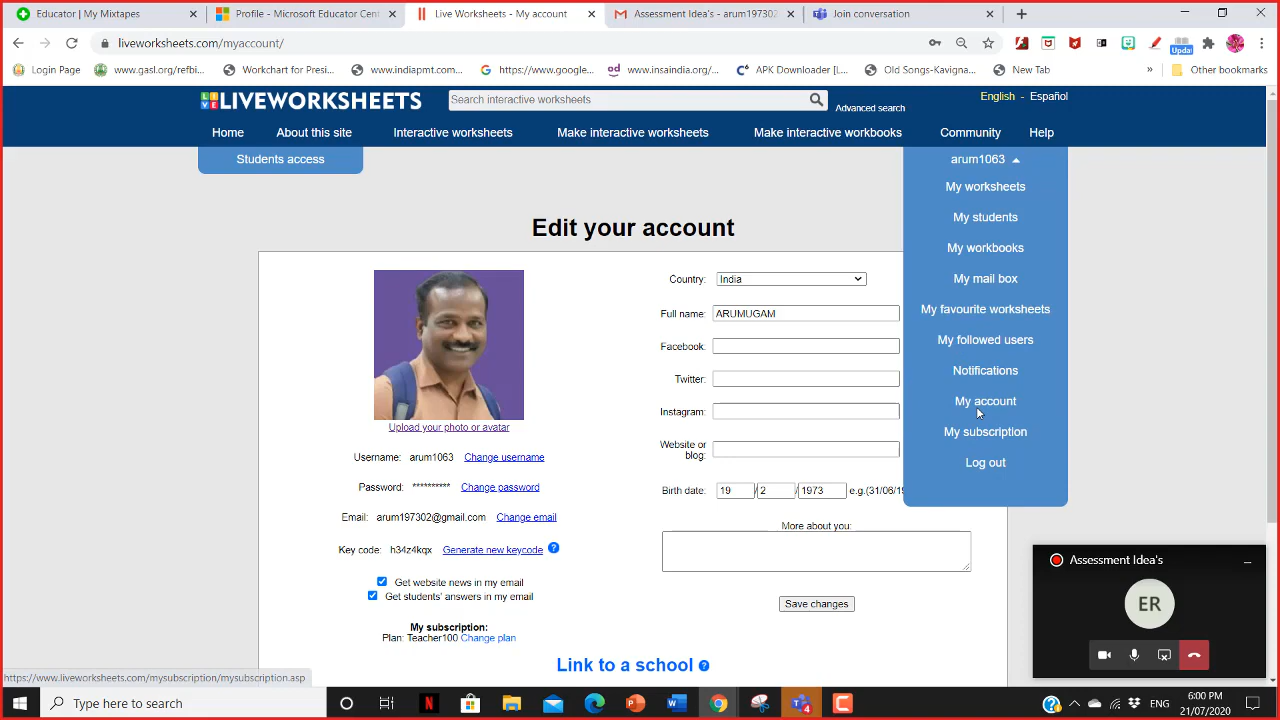 Educator | My Mixtapes
Profile - Microsoft Educator Cent
Live Worksheets - My account
Assessment Idea's - arum197302
Join conversation
liveworksheets.com/myaccount/
Updat
Login Page
www.gasl.org/refbi...
Workchart for Presi...
www.indiapmt.com/...
https://www.google...
www.insaindia.org/...
APK Downloader [L...
Old Songs-Kavigna...
New Tab
»
Other bookmarks
LIVE LIVEWORKSHEETS
Search interactive worksheets
Advanced search
English - Español
Home
About this site
Interactive worksheets
Make interactive worksheets
Make interactive workbooks
Community
Help
Students access
arum1063
My worksheets
My students
My workbooks
My mail box
My favourite worksheets
My followed users
Notifications
My account
My subscription
Log out
Edit your account
Upload your photo or avatar
Username: arum1063 Change username
Password: ********** Change password
Email: arum197302@gmail.com Change email
Key code: h34z4kqx Generate new keycode ?
Get website news in my email
Get students' answers in my email
My subscription:
Plan: Teacher100 Change plan
Country: India
Full name: ARUMUGAM
Facebook:
Twitter:
Instagram:
Website or
blog:
Birth date: 19 / 2 / 1973 e.g.(31/06/19
More about you:
Save changes
Link to a school ?
Assessment Idea's
ER
https://www.liveworksheets.com/mysubscription/mysubscription.asp
Type here to search
4
ENG
6:00 PM
21/07/2020